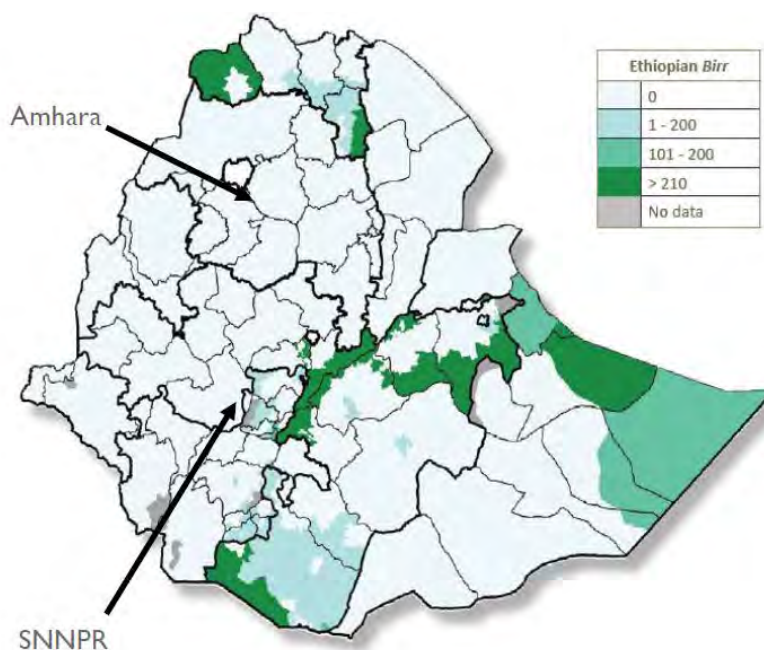 Amhara
SNNPR
Ethiopian Birr
0
1 - 200
101 - 200
> 210
No data